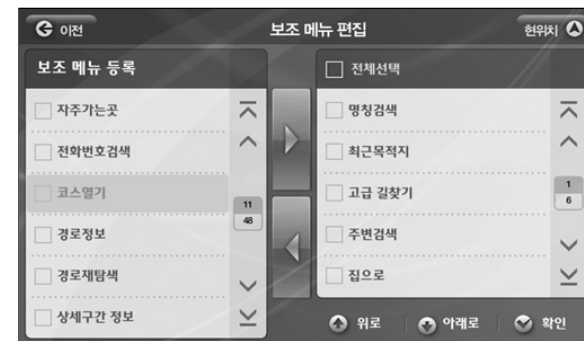 이전
보조 메뉴 편집
현위치
보조 메뉴 등록
자주가는곳
전화번호검색
코스열기
경로정보
경로재탐색
상세구간 정보
11
48
전체선택
명칭검색
최근목적지
고급 길찾기
주변검색
집으로
1
6
위로
아래로
확인